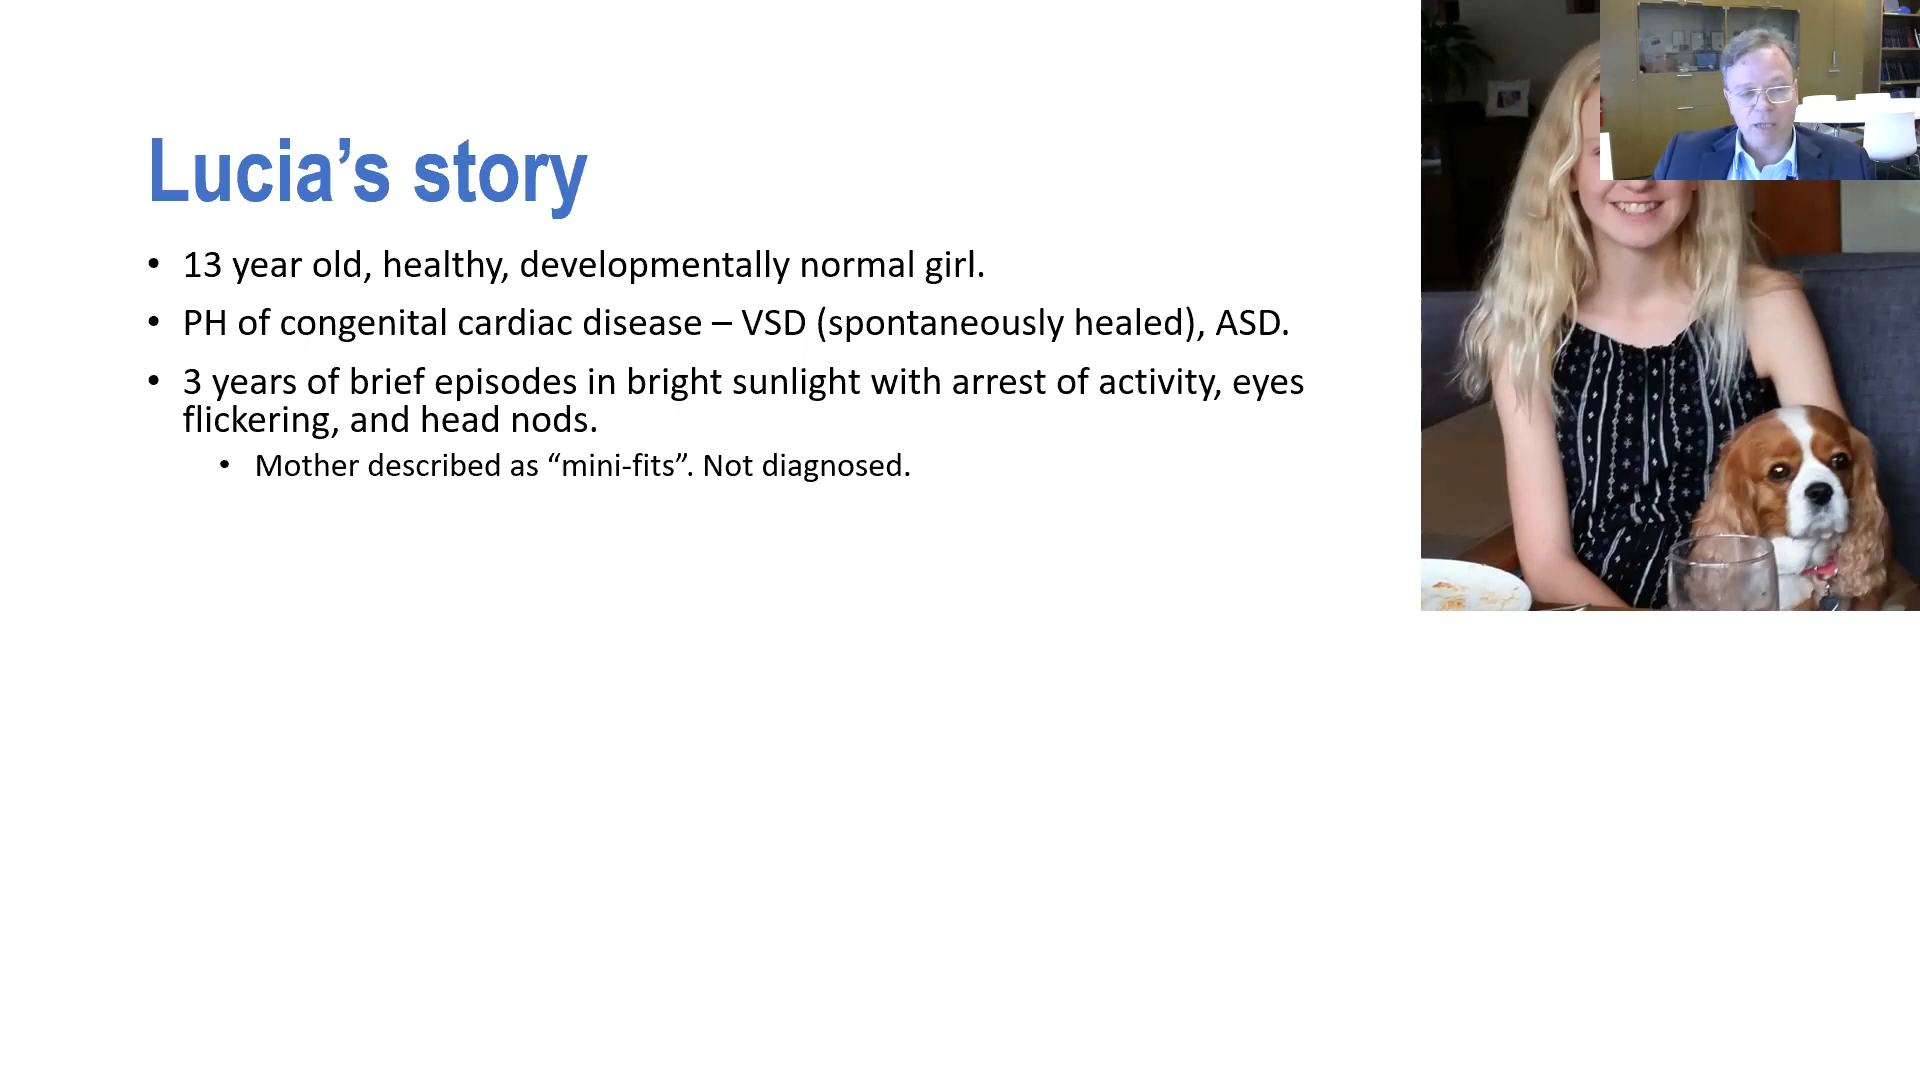 Lucia’s story
• 13 year old, healthy, developmentally normal girl.
• PH of congenital cardiac disease – VSD (spontaneously healed), ASD.
• 3 years of brief episodes in bright sunlight with arrest of activity, eyes
flickering, and head nods.
• Mother described as “mini-fits”. Not diagnosed.